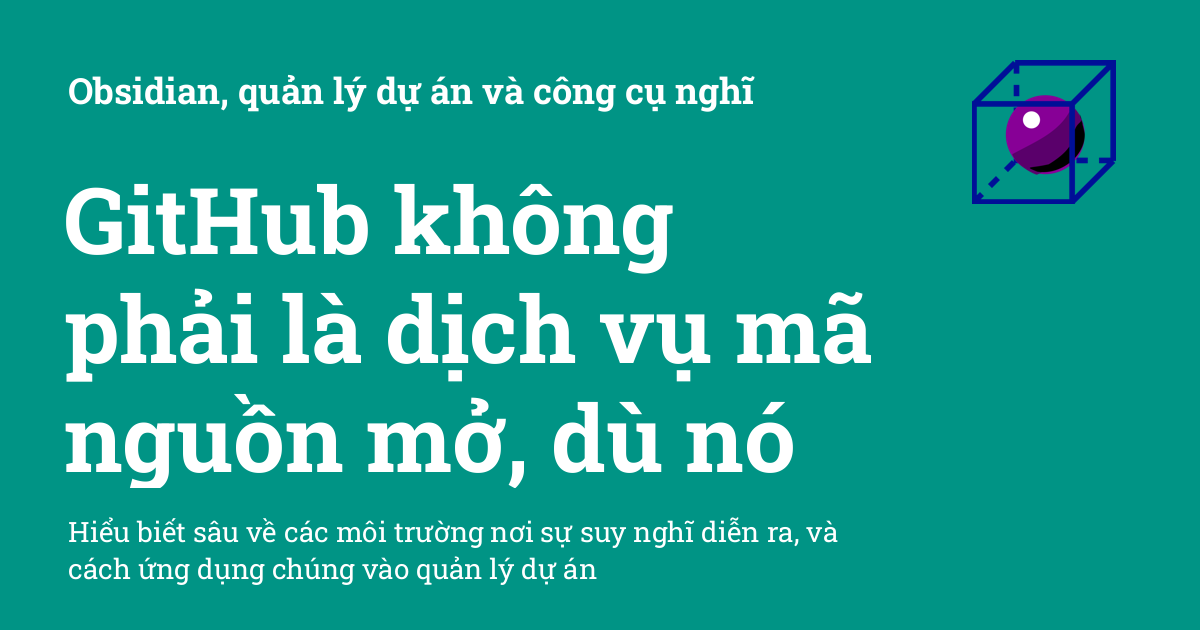 Obsidian, quản lý dự án và công cụ nghĩ
GitHub không
phải là dịch vụ mã
nguồn mở, dù nó
Hiểu biết sâu về các môi trường nơi sự suy nghĩ diễn ra, và
cách ứng dụng chúng vào quản lý dự án